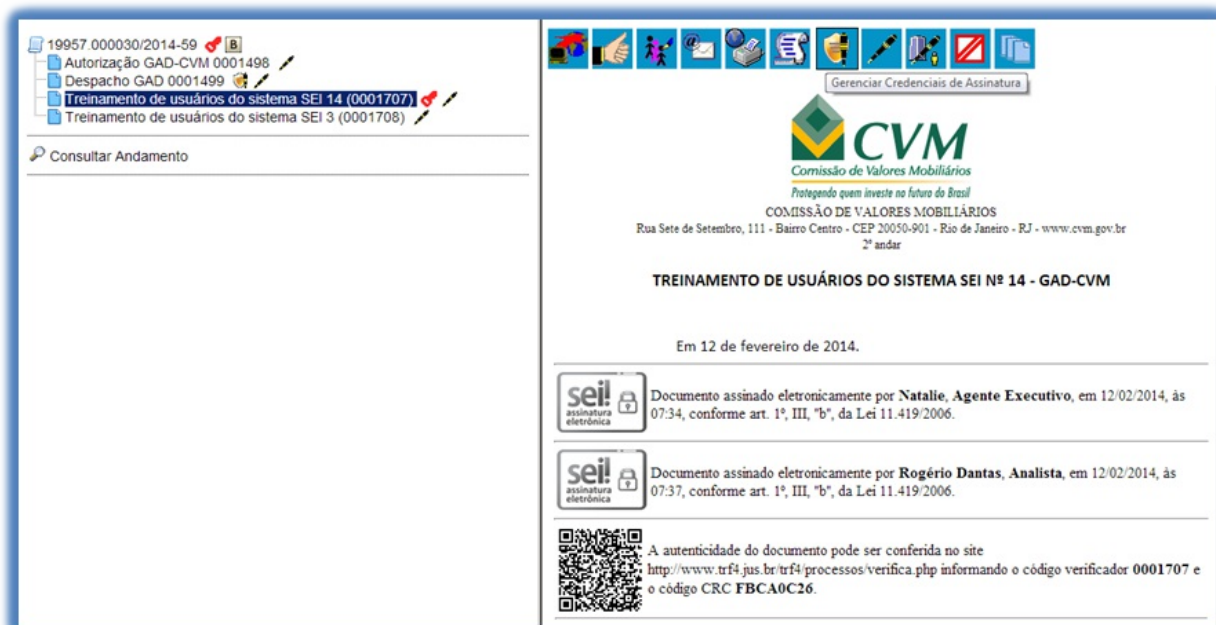 19957.000030/2014-59 B
Autorização GAD-CVM 0001498
Despacho GAD 0001499
Treinamento de usuários do sistema SEI 14 (0001707)
Treinamento de usuários do sistema SEI 3 (0001708)
Consultar Andamento
Gerenciar Credenciais de Assinatura
CVM
Comissão de Valores Mobiliários
Protegendo quem investe no futuro do Brasil
COMISSÃO DE VALORES MOBILIÁRIOS
Rua Sete de Setembro, 111 - Bairro Centro - CEP 20050-901 - Rio de Janeiro - RJ - www.cvm.gov.br
2º andar
TREINAMENTO DE USUÁRIOS DO SISTEMA SEI Nº 14 - GAD-CVM
Em 12 de fevereiro de 2014.
sei!
assinatura
eletrônica
Documento assinado eletronicamente por Natalie, Agente Executivo, em 12/02/2014, às
07:34, conforme art. 1º, III, "b", da Lei 11.419/2006.
sei!
assinatura
eletrônica
Documento assinado eletronicamente por Rogério Dantas, Analista, em 12/02/2014, às
07:37, conforme art. 1º, III, "b", da Lei 11.419/2006.
A autenticidade do documento pode ser conferida no site
http://www.trf4.jus.br/trf4/processos/verifica.php informando o código verificador 0001707 e
o código CRC FBCA0C26.